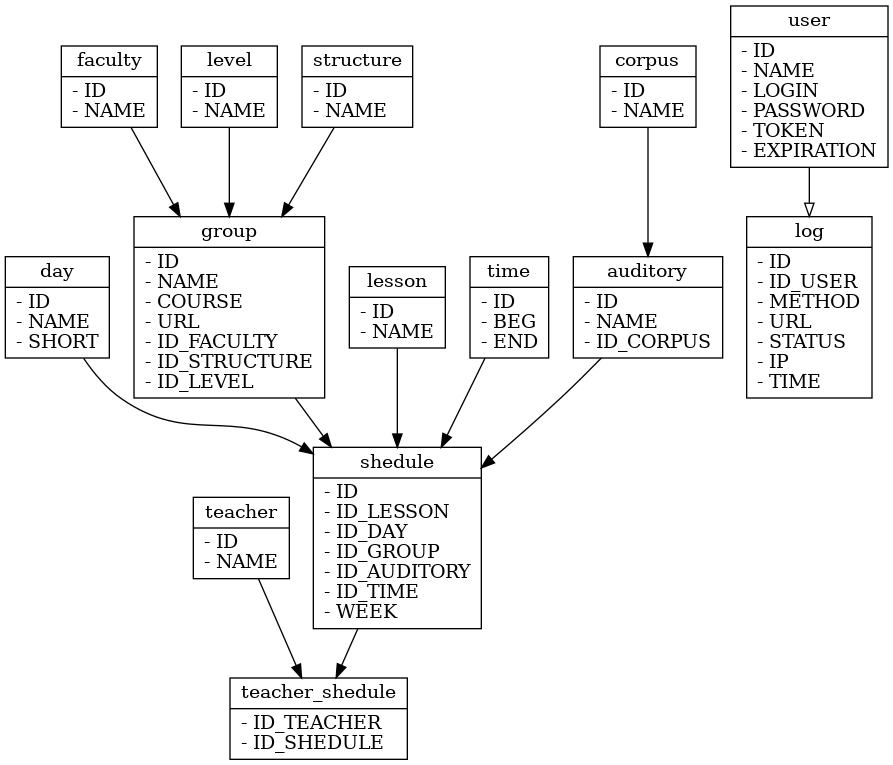 user
- ID
- NAME
- LOGIN
- PASSWORD
- TOKEN
- EXPIRATION
faculty
- ID
- NAME
level
- ID
- NAME
structure
- ID
- NAME
corpus
- ID
- NAME
group
- ID
- NAME
- COURSE
- URL
- ID_FACULTY
- ID_STRUCTURE
- ID_LEVEL
log
- ID
- ID_USER
- METHOD
- URL
- STATUS
- IP
- TIME
day
- ID
- NAME
- SHORT
lesson
- ID
- NAME
time
- ID
- BEG
- END
auditory
- ID
- NAME
- ID_CORPUS
shedule
- ID
- ID_LESSON
- ID_DAY
- ID_GROUP
- ID_AUDITORY
- ID_TIME
- WEEK
teacher
- ID
- NAME
teacher_shedule
- ID_TEACHER
- ID_SHEDULE